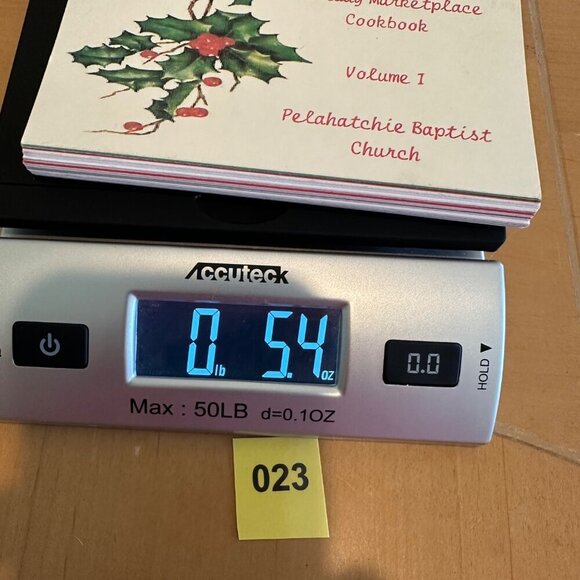 Marketplace
Cookbook
Volume I
Pelahatchie Baptist
Church
Accuteck
0 lb 5.4 oz
0.0
HOLD
Max : 50LB d=0.1OZ
023